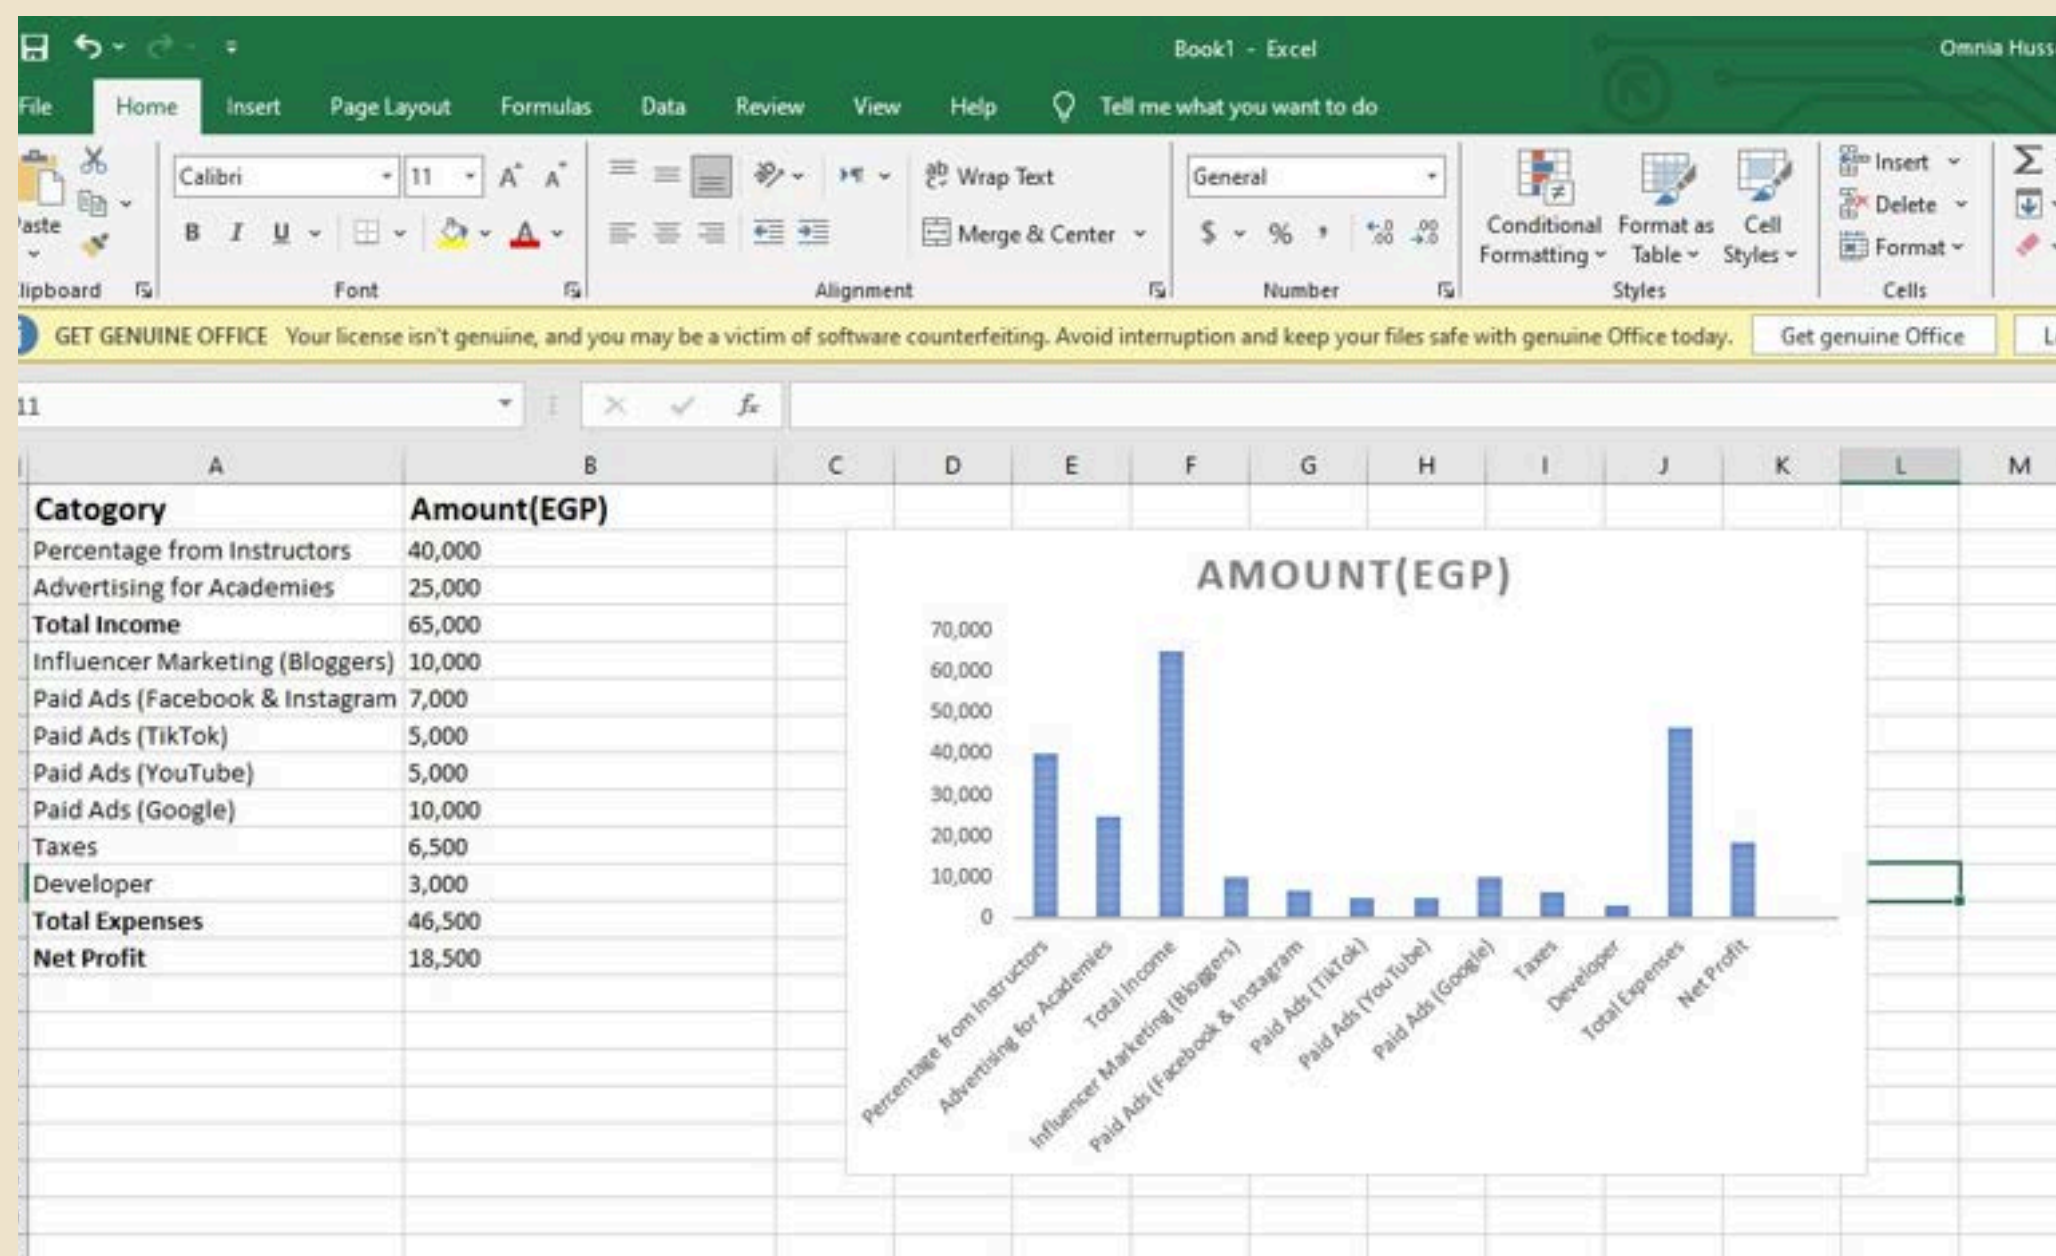 Book1 - Excel
Omnia Huss
File Home Insert Page Layout Formulas Data Review View Help Tell me what you want to do
Calibri 11 A A Wrap Text General Insert
aste B I U A Merge & Center $ % , Conditional Formatting Format as Table Cell Styles Delete
Format
lipboard Font Alignment Number Styles Cells
GET GENUINE OFFICE Your license isn't genuine, and you may be a victim of software counterfeiting. Avoid interruption and keep your files safe with genuine Office today. Get genuine Office L
11 fx
A B C D E F G H I J K L M
Catogory Amount(EGP)
Percentage from Instructors 40,000
Advertising for Academies 25,000
Total Income 65,000
Influencer Marketing (Bloggers) 10,000
Paid Ads (Facebook & Instagram 7,000
Paid Ads (TikTok) 5,000
Paid Ads (YouTube) 5,000
Paid Ads (Google) 10,000
Taxes 6,500
Developer 3,000
Total Expenses 46,500
Net Profit 18,500
AMOUNT(EGP)
70,000
60,000
50,000
40,000
30,000
20,000
10,000
0
Percentage from Instructors
Advertising for Academies
Total Income
Influencer Marketing (Bloggers)
Paid Ads (Facebook & Instagram
Paid Ads (TikTok)
Paid Ads (YouTube)
Paid Ads (Google)
Taxes
Developer
Total Expenses
Net Profit